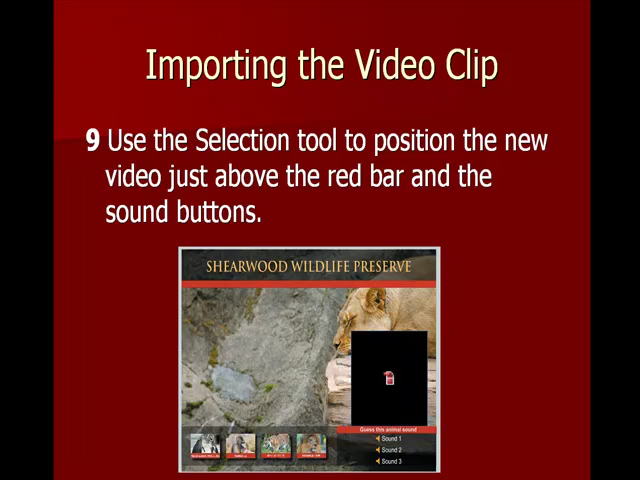 Importing the Video Clip
9 Use the Selection tool to position the new
video just above the red bar and the
sound buttons.
SHEARWOOD WILDLIFE PRESERVE
Guess this animal sound
Sound 1
Sound 2
Sound 3